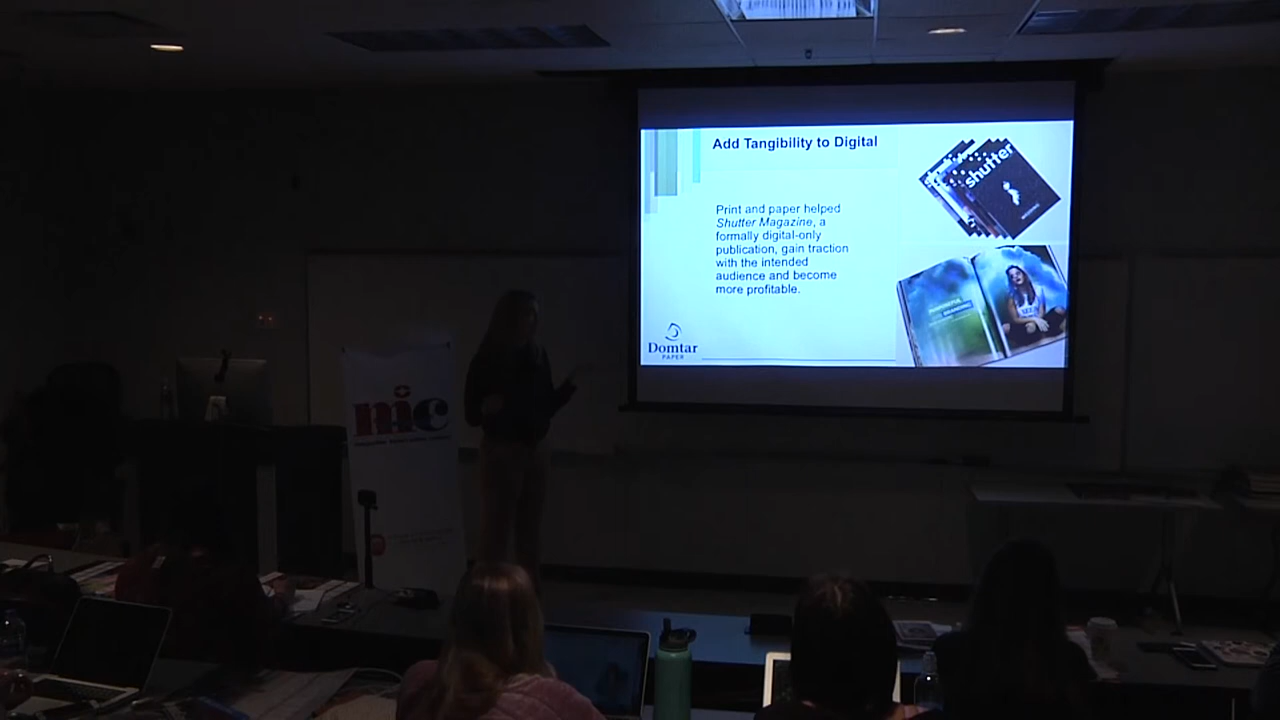 Add Tangibility to Digital
Print and paper helped
Shutter Magazine, a
formally digital-only
publication, gain traction
with the intended
audience and become
more profitable.
Domtar
PAPER
shutter
nic